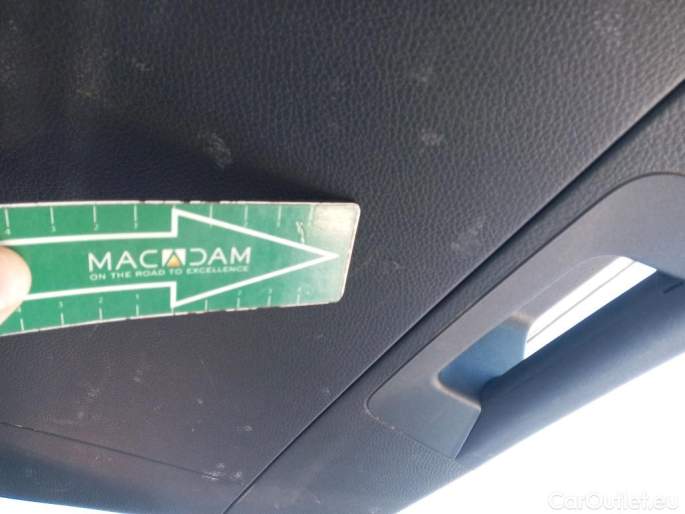 MACADAM
ON THE ROAD TO EXCELLENCE
CarOutlet.eu